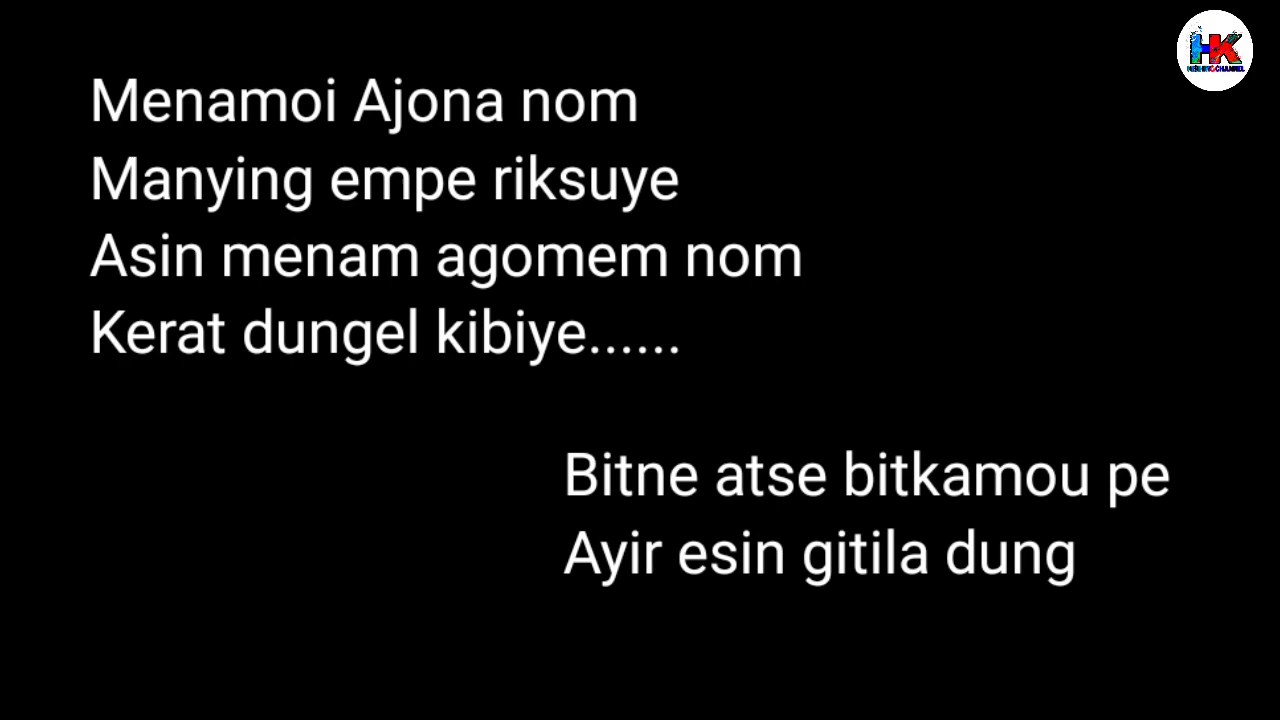 HK
Menamoi Ajona nom
Manying empe riksuye
Asin menam agomem nom
Kerat dungel kibiye......
Bitne atse bitkamou pe
Ayir esin gitila dung